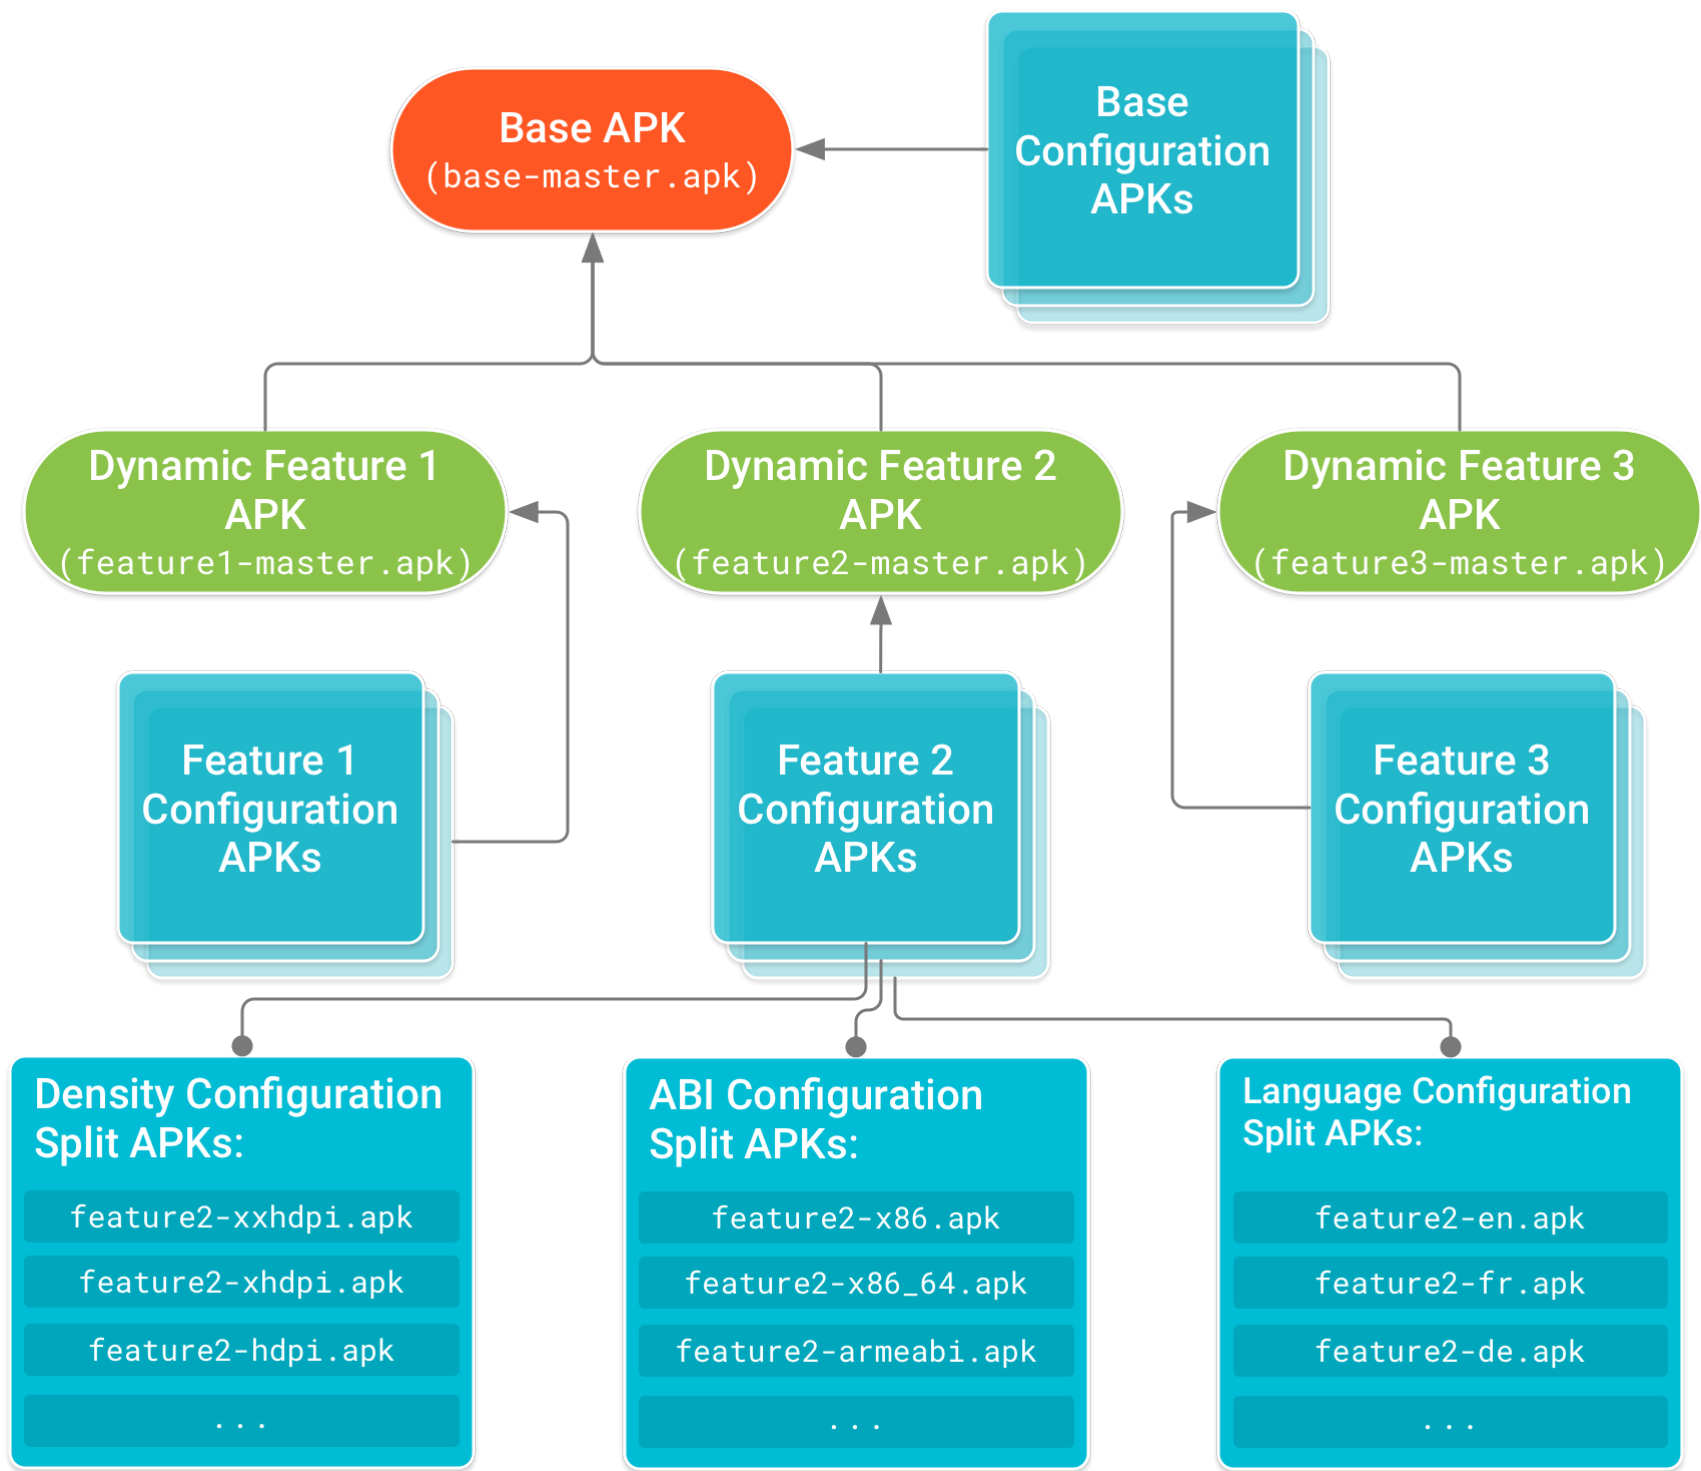 Base APK
(base-master.apk)
Base
Configuration
APKs
Dynamic Feature 1
APK
(feature1-master.apk)
Dynamic Feature 2
APK
(feature2-master.apk)
Dynamic Feature 3
APK
(feature3-master.apk)
Feature 1
Configuration
APKs
Feature 2
Configuration
APKs
Feature 3
Configuration
APKs
Density Configuration
Split APKs:
feature2-xxhdpi.apk
feature2-xhdpi.apk
feature2-hdpi.apk
...
ABI Configuration
Split APKs:
feature2-x86.apk
feature2-x86_64.apk
feature2-armeabi.apk
...
Language Configuration
Split APKs:
feature2-en.apk
feature2-fr.apk
feature2-de.apk
...